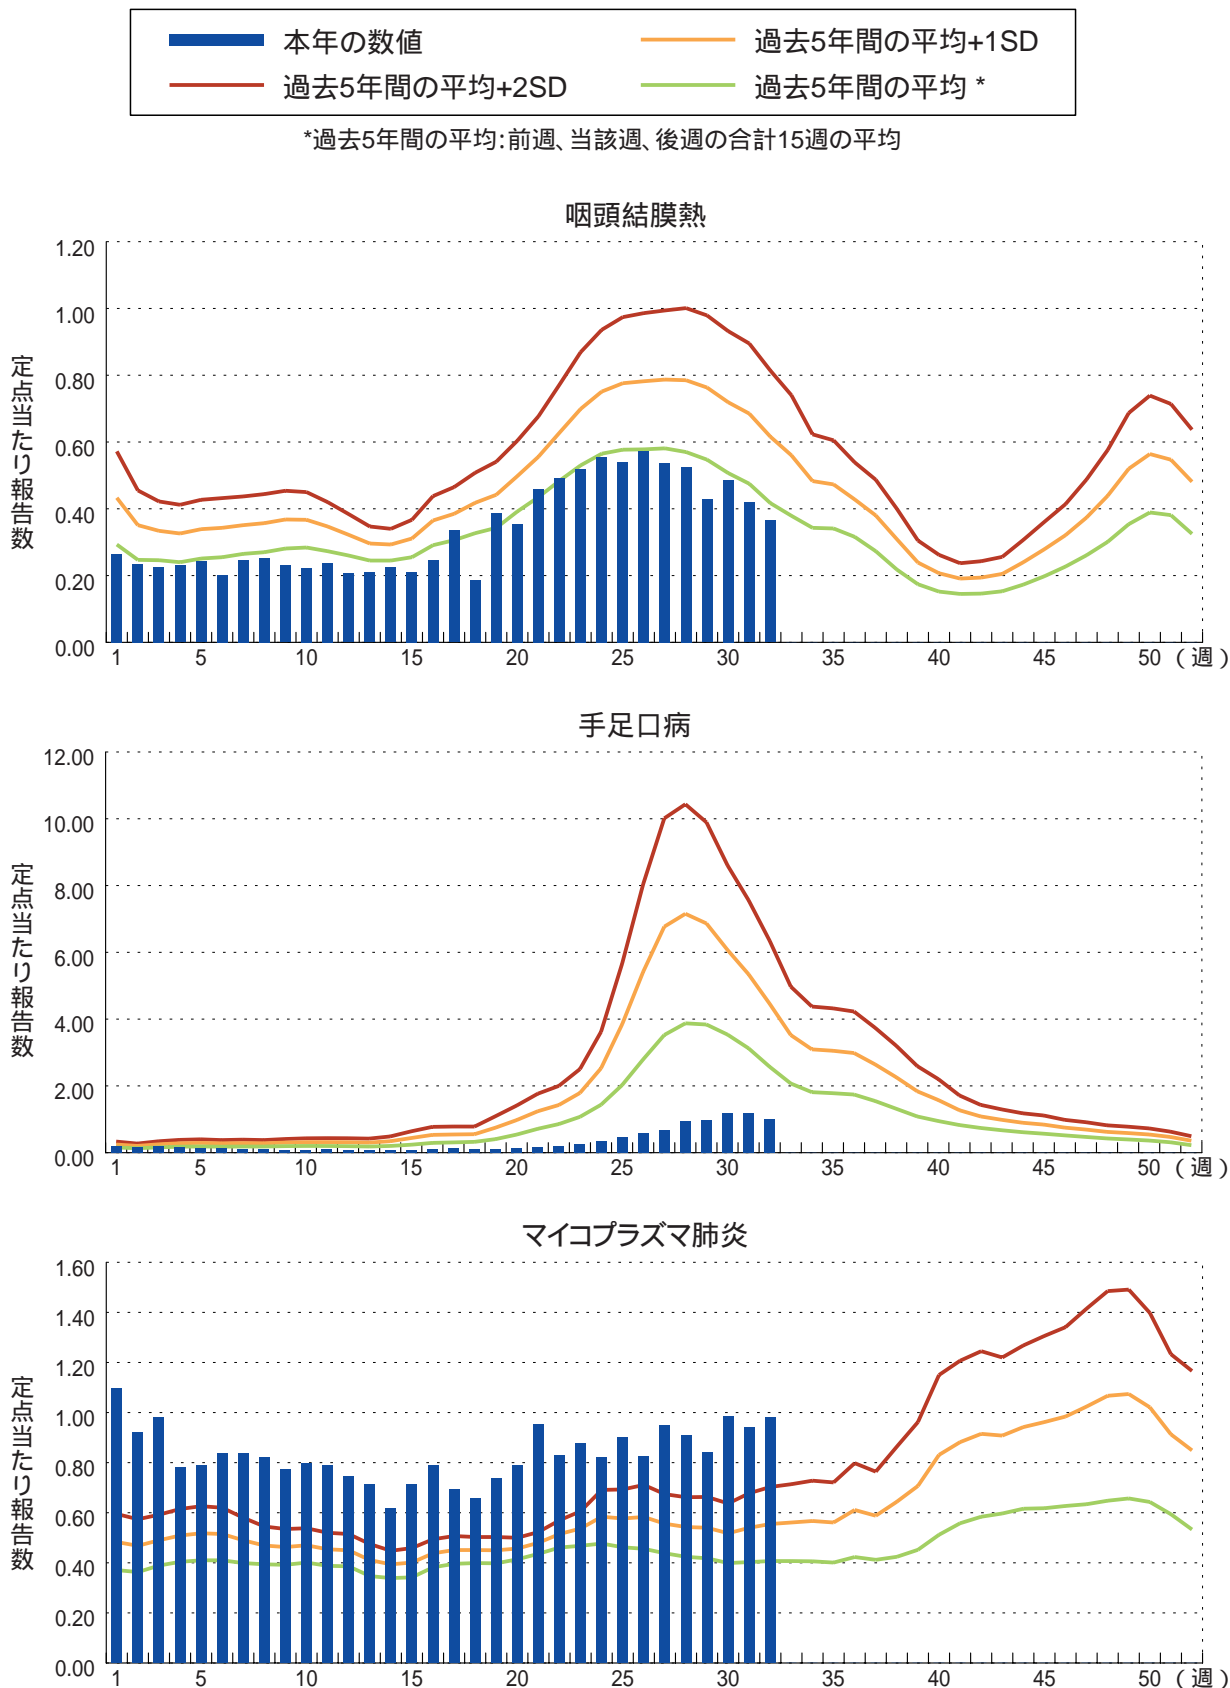 本年の数値
過去5年間の平均+1SD
過去5年間の平均+2SD
過去5年間の平均 *
*過去5年間の平均:前週、当該週、後週の合計15週の平均
咽頭結膜熱
定点当たり報告数
1.20
1.00
0.80
0.60
0.40
0.20
0.00
1 5 10 15 20 25 30 35 40 45 50 (週)
手足口病
定点当たり報告数
12.00
10.00
8.00
6.00
4.00
2.00
0.00
1 5 10 15 20 25 30 35 40 45 50 (週)
マイコプラズマ肺炎
定点当たり報告数
1.60
1.40
1.20
1.00
0.80
0.60
0.40
0.20
0.00
1 5 10 15 20 25 30 35 40 45 50 (週)